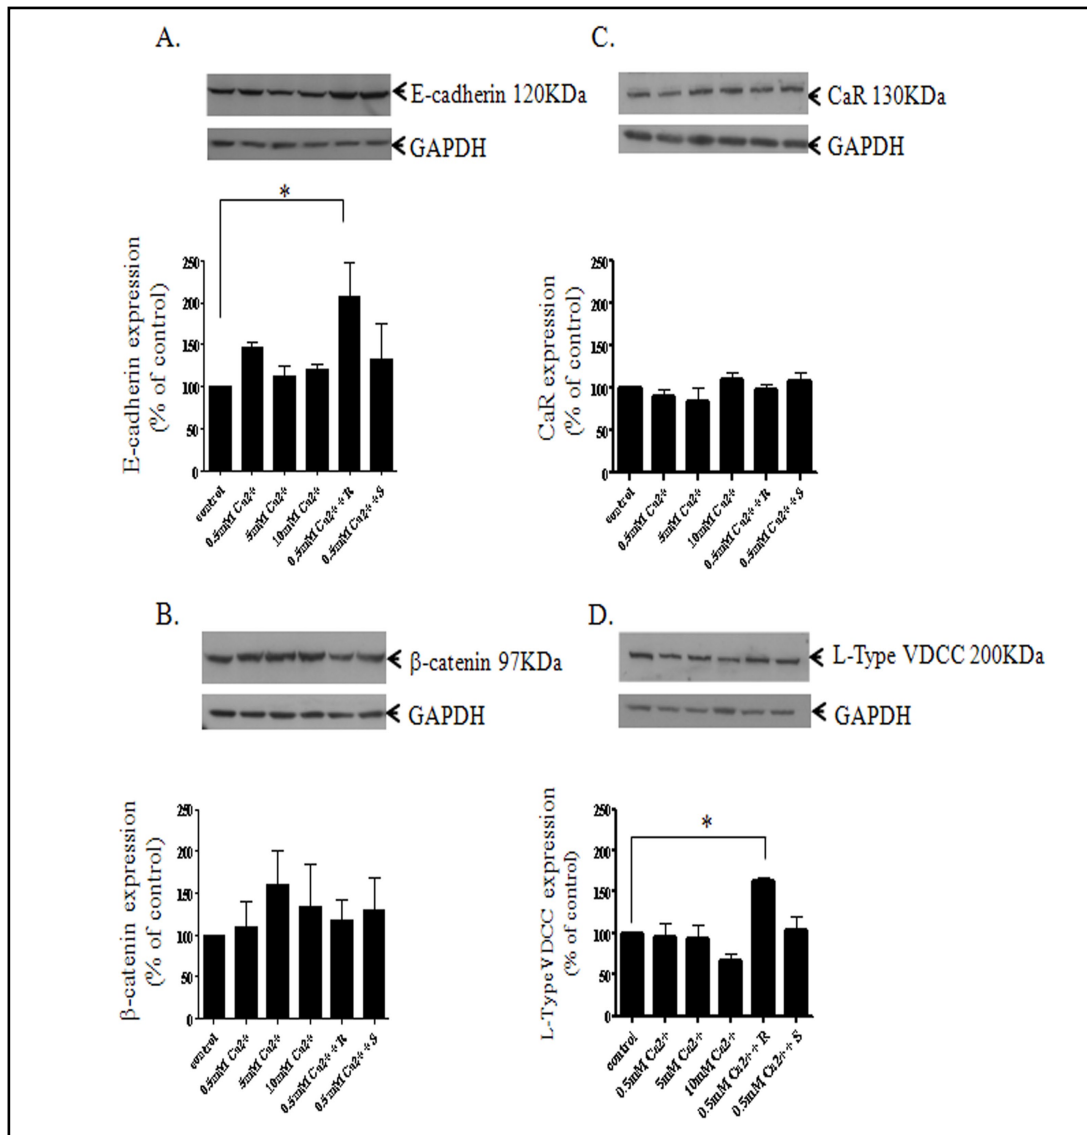 A.
E-cadherin 120KDa
GAPDH
*
E-cadherin expression
(% of control)
250
200
150
100
50
0
control
0.5mM Ca2+
5mM Ca2+
10mM Ca2+
0.5mM Ca2+ + R
0.5mM Ca2+ + S
C.
CaR 130KDa
GAPDH
CaR expression
(% of control)
250
200
150
100
50
0
control
0.5mM Ca2+
5mM Ca2+
10mM Ca2+
0.5mM Ca2+ + R
0.5mM Ca2+ + S
B.
β-catenin 97KDa
GAPDH
β-catenin expression
(% of control)
250
200
150
100
50
0
control
0.5mM Ca2+
5mM Ca2+
10mM Ca2+
0.5mM Ca2+ + R
0.5mM Ca2+ + S
D.
L-Type VDCC 200KDa
GAPDH
*
L-Type VDCC expression
(% of control)
250
200
150
100
50
0
control
0.5mM Ca2+
5mM Ca2+
10mM Ca2+
0.5mM Ca2+ + R
0.5mM Ca2+ + S